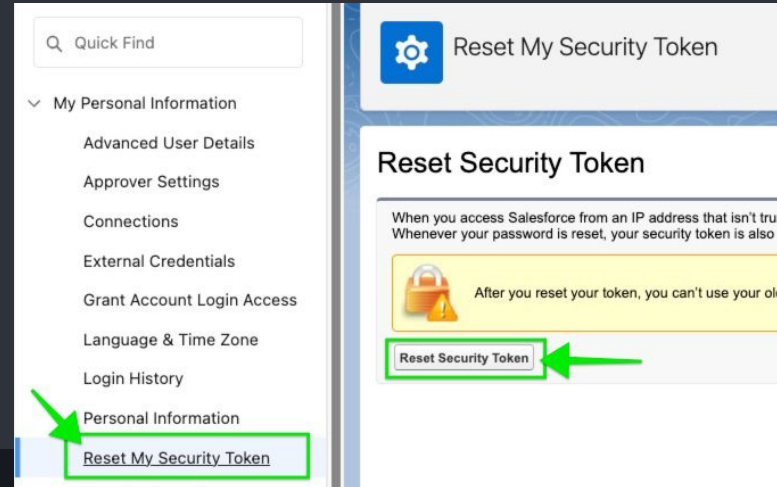 Quick Find
My Personal Information
Advanced User Details
Approver Settings
Connections
External Credentials
Grant Account Login Access
Language & Time Zone
Login History
Personal Information
Reset My Security Token
Reset My Security Token
Reset Security Token
When you access Salesforce from an IP address that isn't
Whenever your password is reset, your security token is also
After you reset your token, you can't use your
Reset Security Token